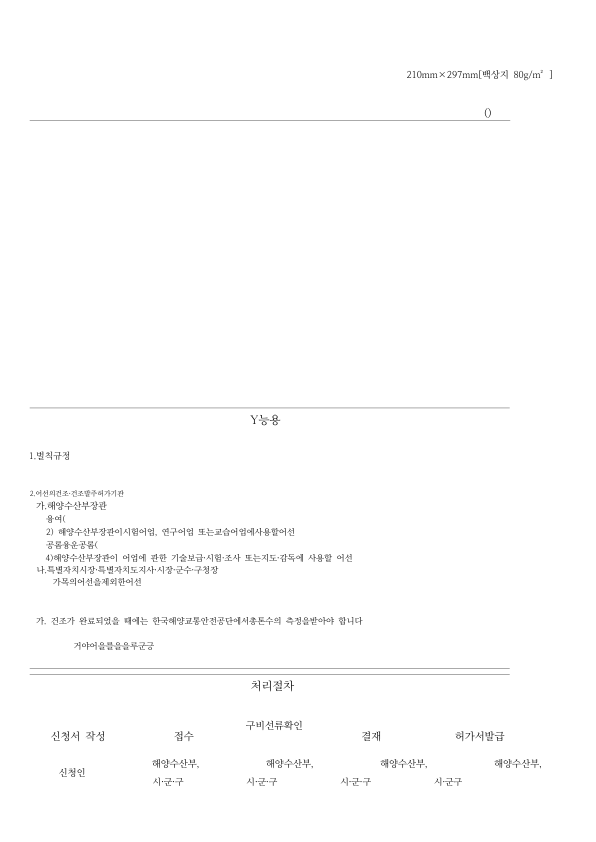 210mm×297mm[백상지 80g/m² ]
()
Y능용
1.벌칙규정
2.어선의건조·건조발주허가기관
가.해양수산부장관
융여(
2) 해양수산부장관이시험어업, 연구어업 또는교습어업에사용할어선
공롬융운공롬(
4)해양수산부장관이 어업에 관한 기술보급·시험·조사 또는지도·감독에 사용할 어선
나.특별자치시장·특별자치도지사·시장·군수·구청장
가목의어선을제외한어선
가. 건조가 완료되었을 때에는 한국해양교통안전공단에서총톤수의 측정을받아야 합니다
거야어을를을을루군긍
처리절차
구비선류확인
신청서 작성 접수 결재 허가서발급
신청인 해양수산부, 해양수산부, 해양수산부, 해양수산부,
시·군·구 시·군·구 시·군·구 시·군·구